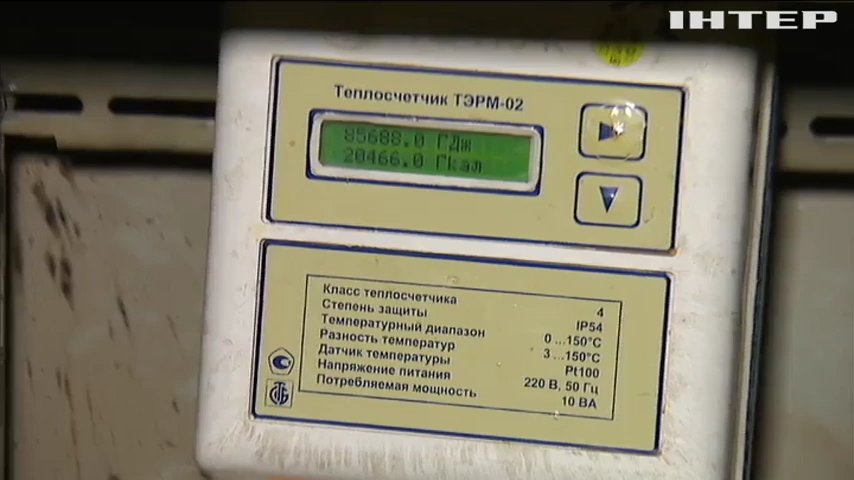 ІНТЕР
Теплосчетчик ТЭРМ-02
85688.0 ГДж
20466.0 Гкал
Класс теплосчетчика 4
Степень защиты IP54
Температурный диапазон 0 ...150°С
Разность температур 3 ...150°С
Датчик температуры Pt100
Напряжение питания 220 В, 50 Гц
Потребляемая мощность 10 ВА